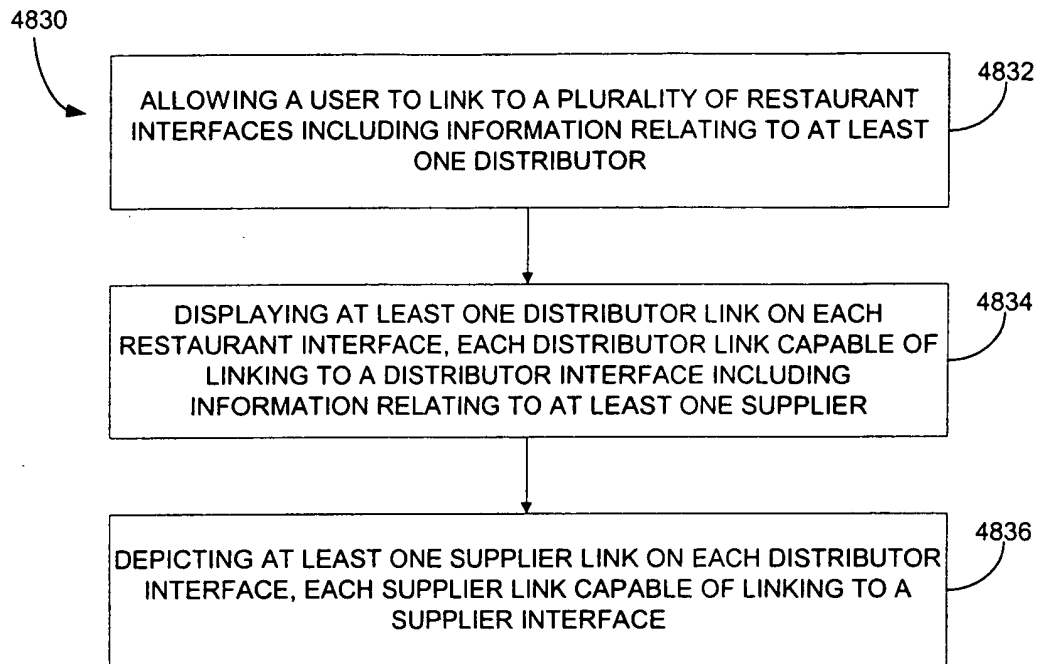 4830
4832
ALLOWING A USER TO LINK TO A PLURALITY OF RESTAURANT
INTERFACES INCLUDING INFORMATION RELATING TO AT LEAST
ONE DISTRIBUTOR
4834
DISPLAYING AT LEAST ONE DISTRIBUTOR LINK ON EACH
RESTAURANT INTERFACE, EACH DISTRIBUTOR LINK CAPABLE OF
LINKING TO A DISTRIBUTOR INTERFACE INCLUDING
INFORMATION RELATING TO AT LEAST ONE SUPPLIER
4836
DEPICTING AT LEAST ONE SUPPLIER LINK ON EACH DISTRIBUTOR
INTERFACE, EACH SUPPLIER LINK CAPABLE OF LINKING TO A
SUPPLIER INTERFACE